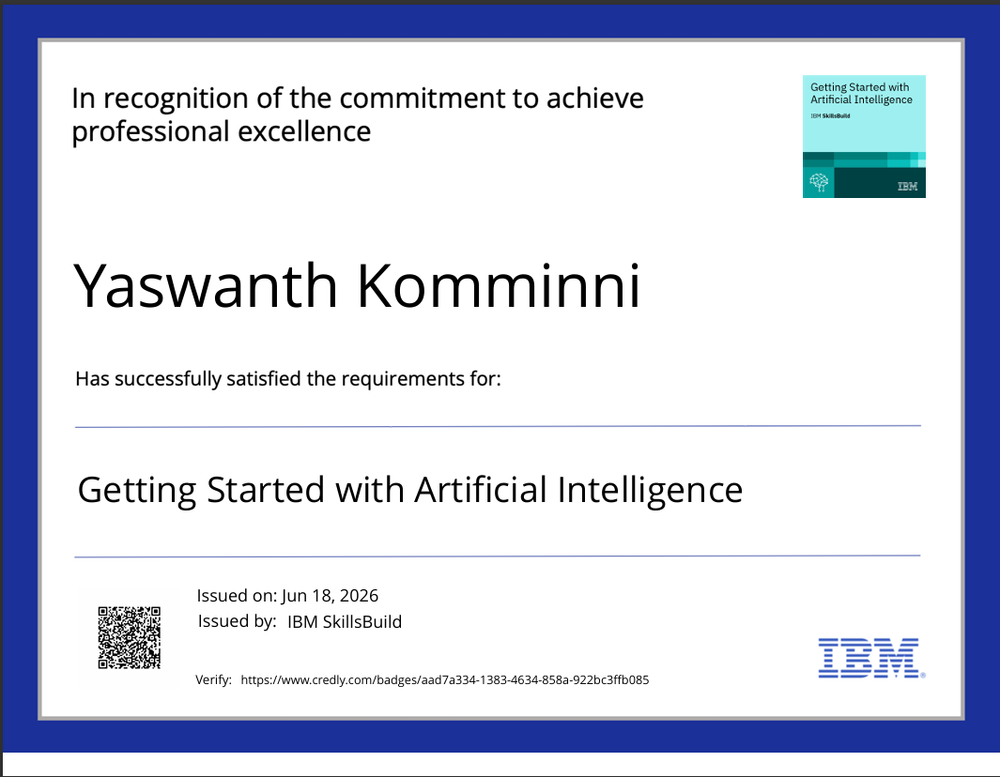 In recognition of the commitment to achieve
professional excellence
Getting Started with
Artificial Intelligence
IBM SkillsBuild
IBM
Yaswanth Komminni
Has successfully satisfied the requirements for:
Getting Started with Artificial Intelligence
Issued on: Jun 18, 2026
Issued by: IBM SkillsBuild
Verify: https://www.credly.com/badges/aad7a334-1383-4634-858a-922bc3ffb085
IBM®